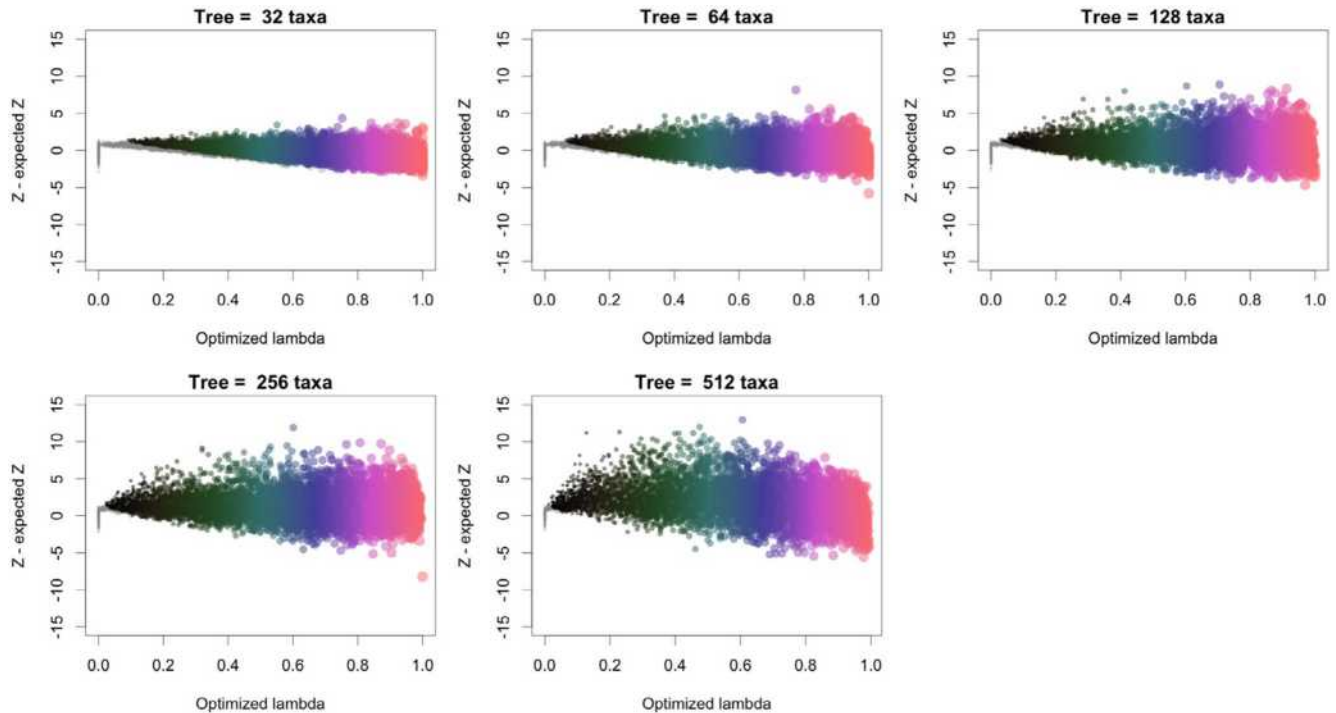 Tree =  32 taxa
Z - expected Z
15
10
5
0
-5
-10
-15
0.0 0.2 0.4 0.6 0.8 1.0
Optimized lambda
Tree =  64 taxa
Z - expected Z
15
10
5
0
-5
-10
-15
0.0 0.2 0.4 0.6 0.8 1.0
Optimized lambda
Tree =  128 taxa
Z - expected Z
15
10
5
0
-5
-10
-15
0.0 0.2 0.4 0.6 0.8 1.0
Optimized lambda
Tree =  256 taxa
Z - expected Z
15
10
5
0
-5
-10
-15
0.0 0.2 0.4 0.6 0.8 1.0
Optimized lambda
Tree =  512 taxa
Z - expected Z
15
10
5
0
-5
-10
-15
0.0 0.2 0.4 0.6 0.8 1.0
Optimized lambda